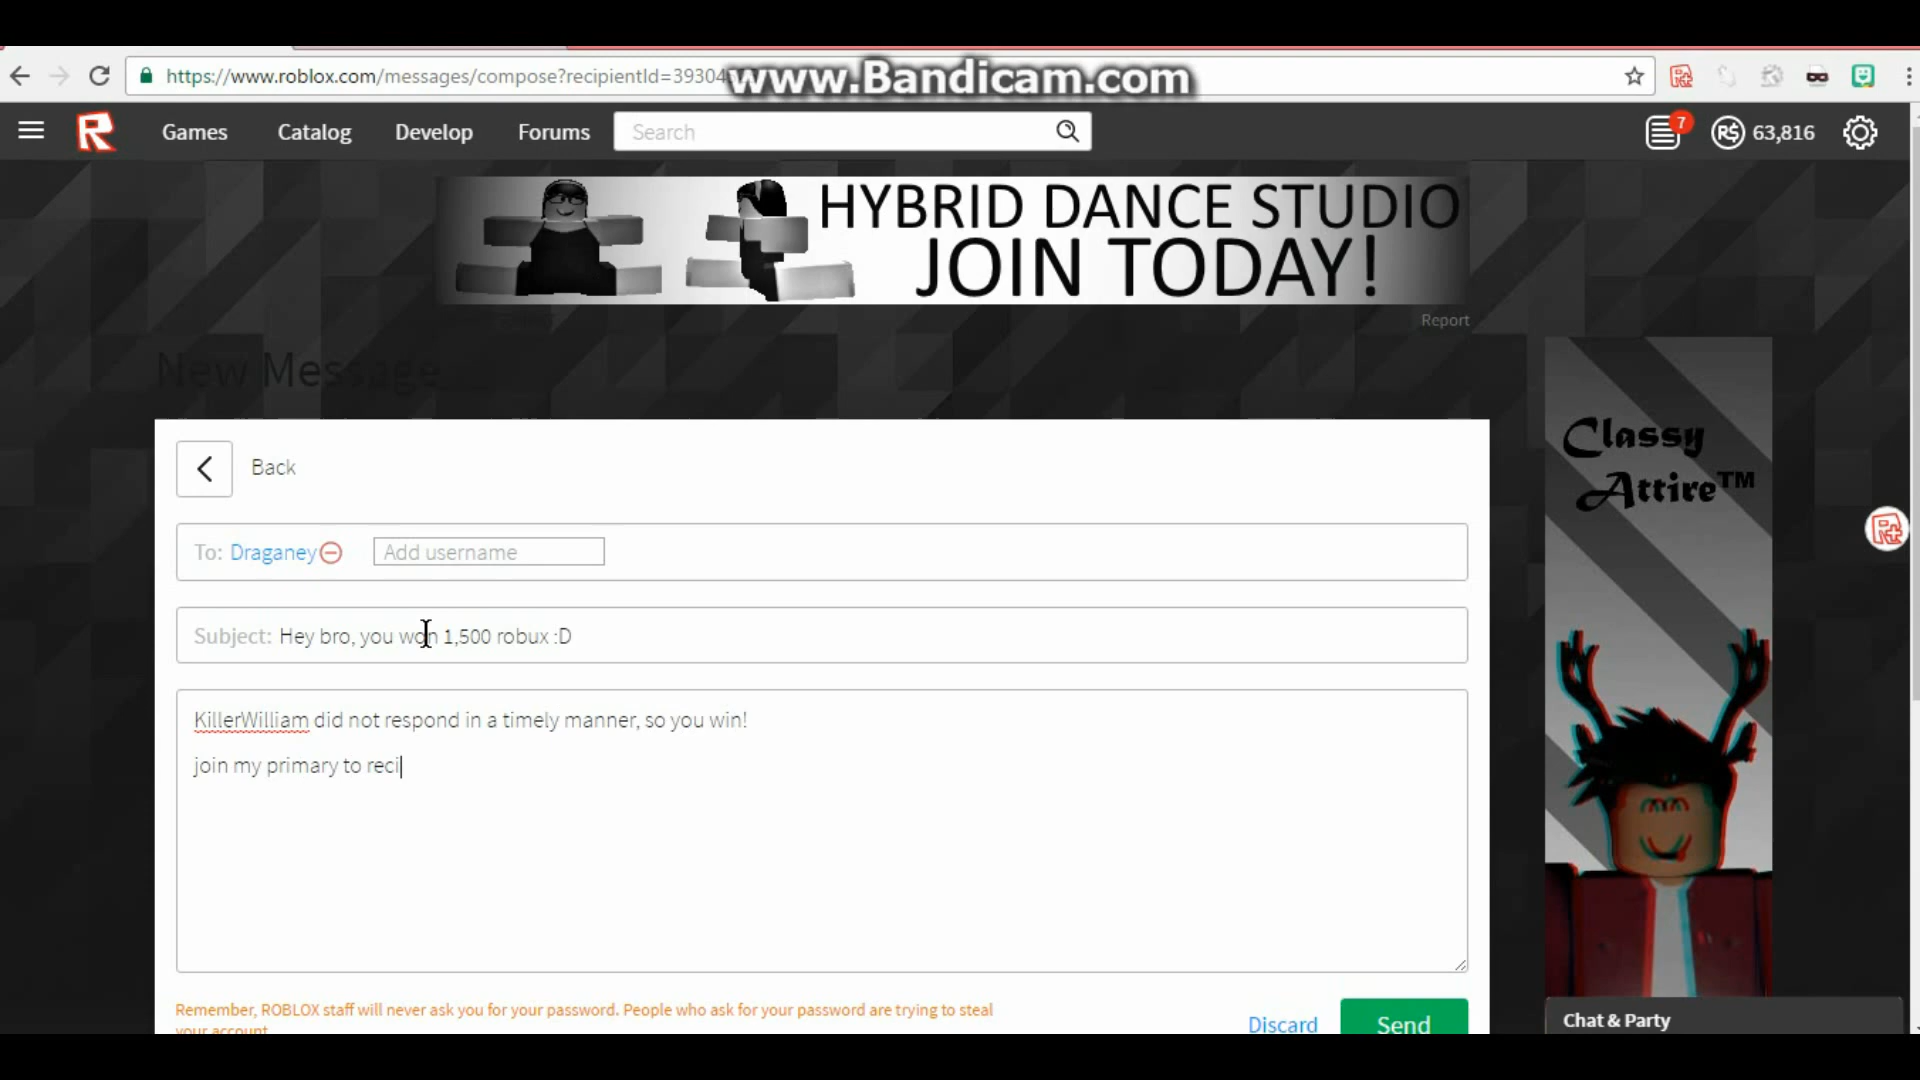 https://www.roblox.com/messages/compose?recipientId=3930
www.Bandicam.com
Games Catalog Develop Forums Search 7 R$ 63,816
HYBRID DANCE STUDIO
JOIN TODAY!
Report
New Message
Classy
Attire™
Back
To: Draganey Add username
Subject: Hey bro, you won 1,500 robux :D
KillerWilliam did not respond in a timely manner, so you win!
join my primary to reci
Remember, ROBLOX staff will never ask you for your password. People who ask for your password are trying to steal
your account.
Discard Send
Chat & Party